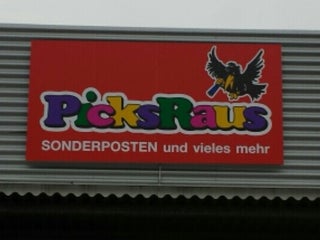 PicksRaus
SONDERPOSTEN und vieles mehr